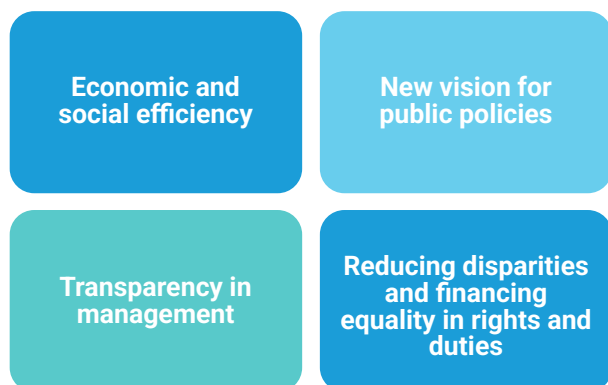 Economic and
social efficiency
New vision for
public policies
Transparency in
management
Reducing disparities
and financing
equality in rights and
duties